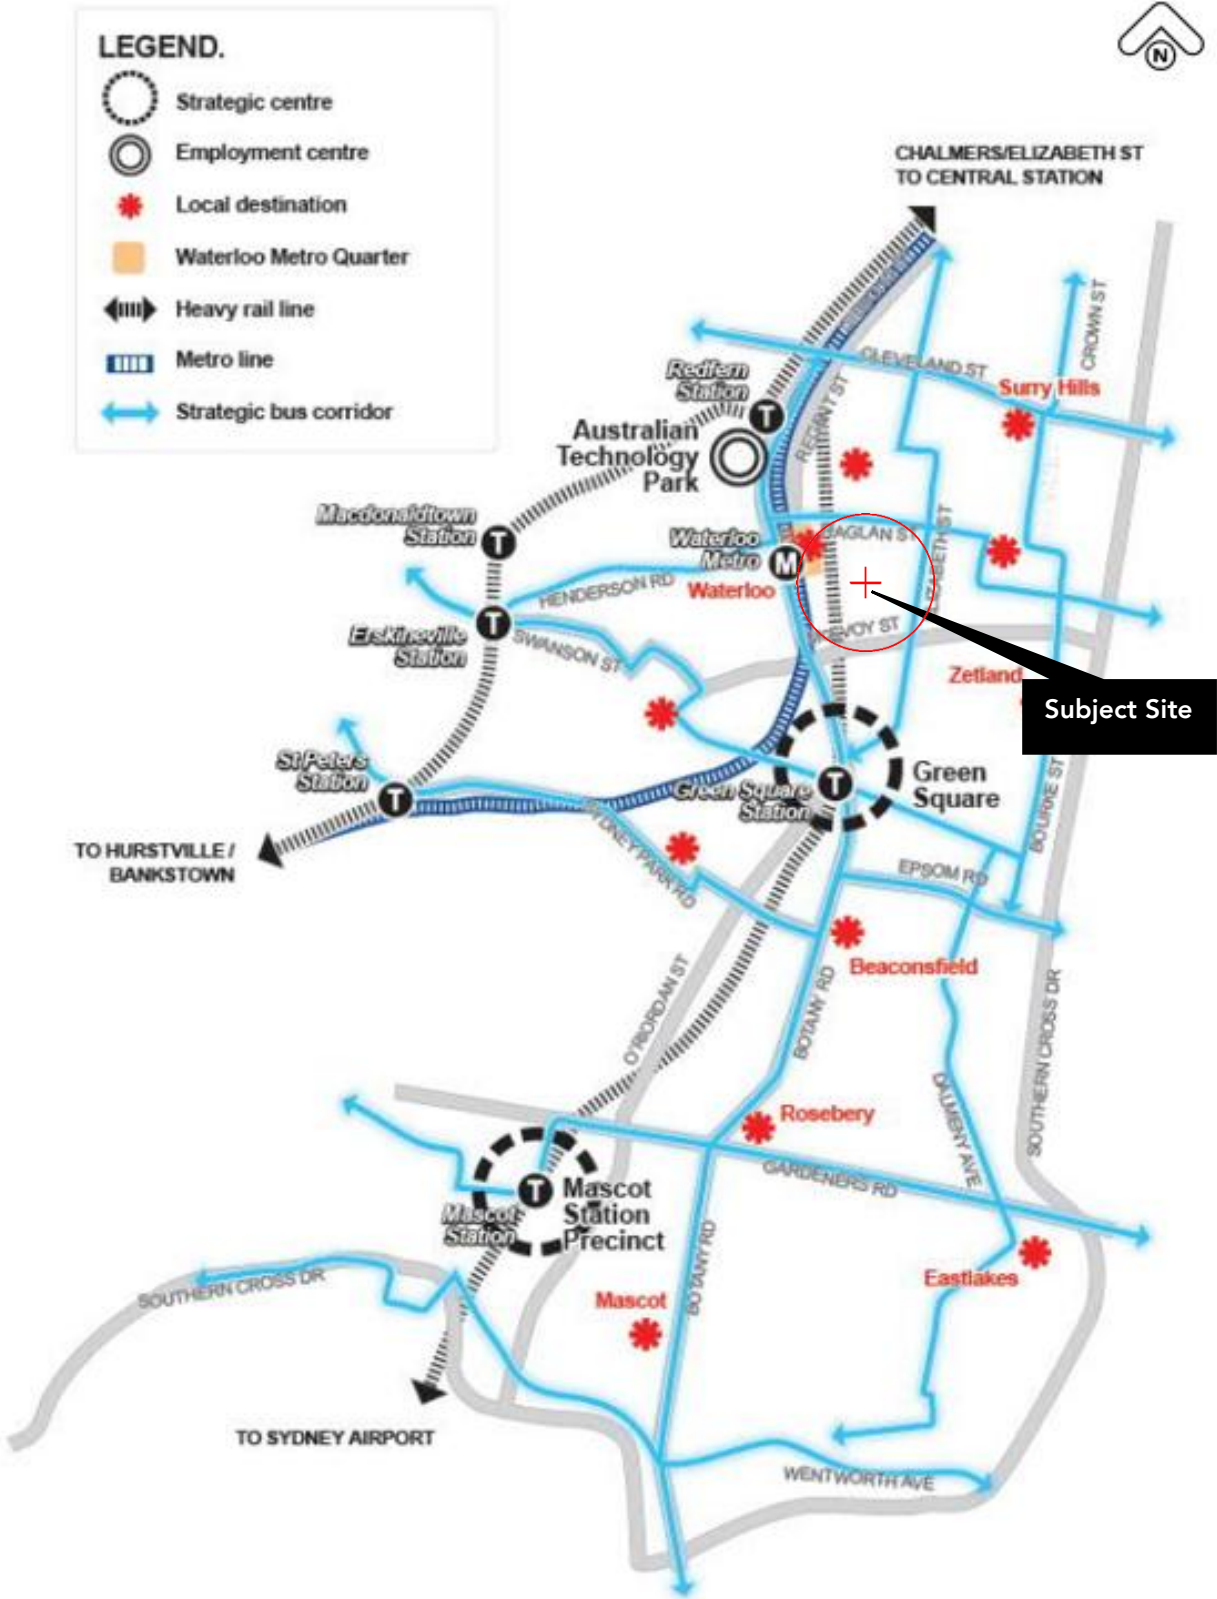 LEGEND.
Strategic centre
Employment centre
Local destination
Waterloo Metro Quarter
Heavy rail line
Metro line
Strategic bus corridor
N
CHALMERS/ELIZABETH ST
TO CENTRAL STATION
CROWN ST
CLEVELAND ST
Redfern
Station
T
Surry Hills
REGENT ST
Australian
Technology
Park
Macdonaldtown
Station
T
Waterloo
Metro
M
RAGLAN ST
ELIZABETH ST
HENDERSON RD
Waterloo
Erskineville
Station
T
SWANSON ST
Zetland
Subject Site
St Peters
Station
T
Green Square
Station
T
Green
Square
BOURKE ST
TO HURSTVILLE /
BANKSTOWN
SYDNEY PARK RD
EPSOM RD
Beaconsfield
O'RIORDAN ST
BOTANY RD
SOUTHERN CROSS DR
DALMENY AVE
Rosebery
GARDENERS RD
T
Mascot
Station
Mascot
Station
Precinct
Eastlakes
SOUTHERN CROSS DR
Mascot
BOTANY RD
TO SYDNEY AIRPORT
WENTWORTH AVE